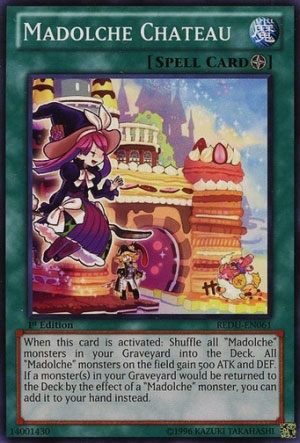 MADOLCHE CHATEAU
[SPELL CARD]
1st Edition
REDU-EN061
When this card is activated: Shuffle all "Madolche"
monsters in your Graveyard into the Deck. All
"Madolche" monsters on the field gain 500 ATK and DEF.
If a monster(s) in your Graveyard would be returned to
the Deck by the effect of a "Madolche" monster, you can
add it to your hand instead.
14001430
©1996 KAZUKI TAKAHASHI